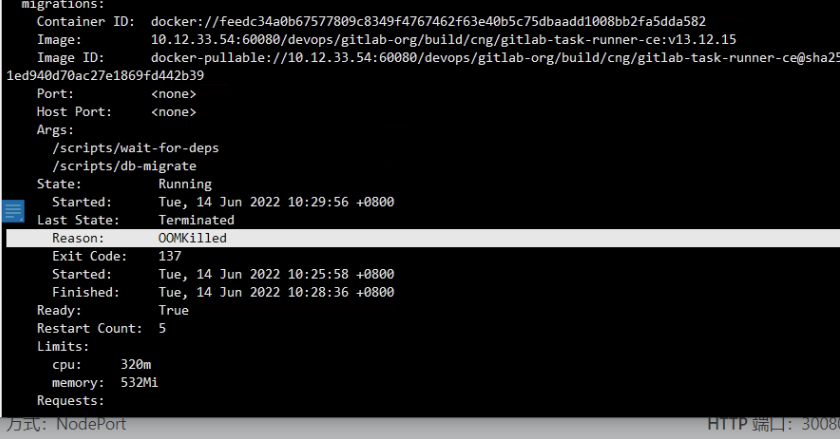 migrations:
Container ID: docker://feedc34a0b67577809c8349f4767462f63e40b5c75dbaadd1008bb2fa5dda582
Image: 10.12.33.54:60080/devops/gitlab-org/build/cng/gitlab-task-runner-ce:v13.12.15
Image ID: docker-pullable://10.12.33.54:60080/devops/gitlab-org/build/cng/gitlab-task-runner-ce@sha25
1ed940d70ac27e1869fd442b39
Port: <none>
Host Port: <none>
Args:
/scripts/wait-for-deps
/scripts/db-migrate
State: Running
Started: Tue, 14 Jun 2022 10:29:56 +0800
Last State: Terminated
Reason: OOMKilled
Exit Code: 137
Started: Tue, 14 Jun 2022 10:25:58 +0800
Finished: Tue, 14 Jun 2022 10:28:36 +0800
Ready: True
Restart Count: 5
Limits:
cpu: 320m
memory: 532Mi
Requests:
方式：NodePort HTTP 端口：30080